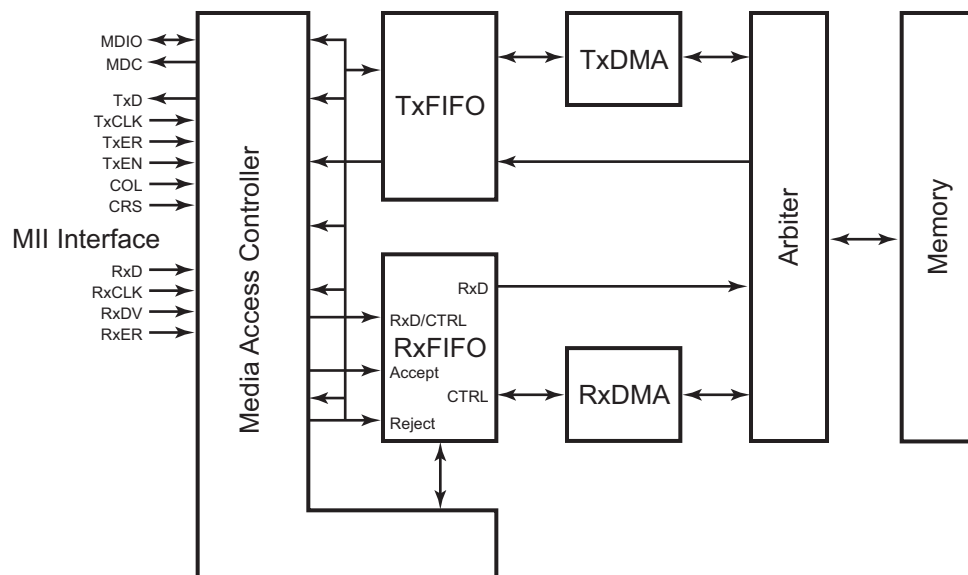 MDIO
MDC
TxD
TxCLK
TxER
TxEN
COL
CRS
MII Interface
RxD
RxCLK
RxDV
RxER
Media Access Controller
TxFIFO
TxDMA
RxD
RxD/CTRL
RxFIFO
Accept
CTRL
Reject
RxDMA
Arbiter
Memory